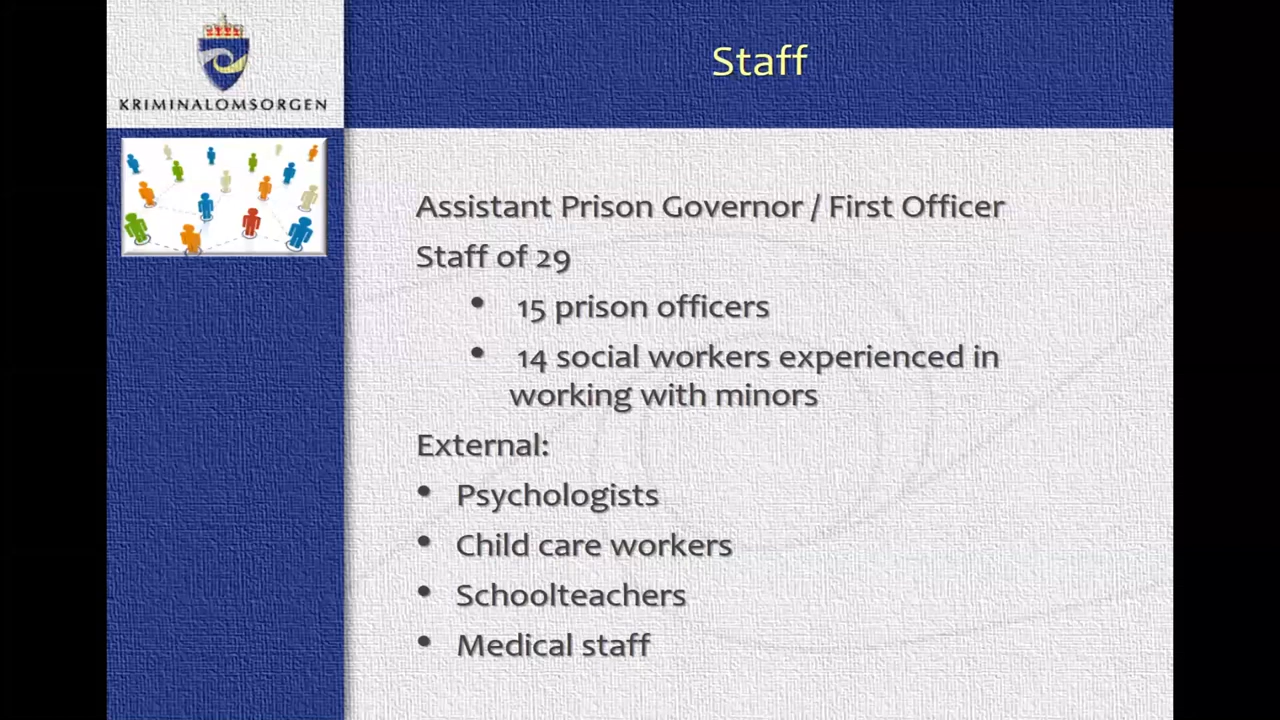 KRIMINALOMSORGEN
Staff
Assistant Prison Governor / First Officer
Staff of 29
• 15 prison officers
• 14 social workers experienced in
working with minors
External:
• Psychologists
• Child care workers
• Schoolteachers
• Medical staff